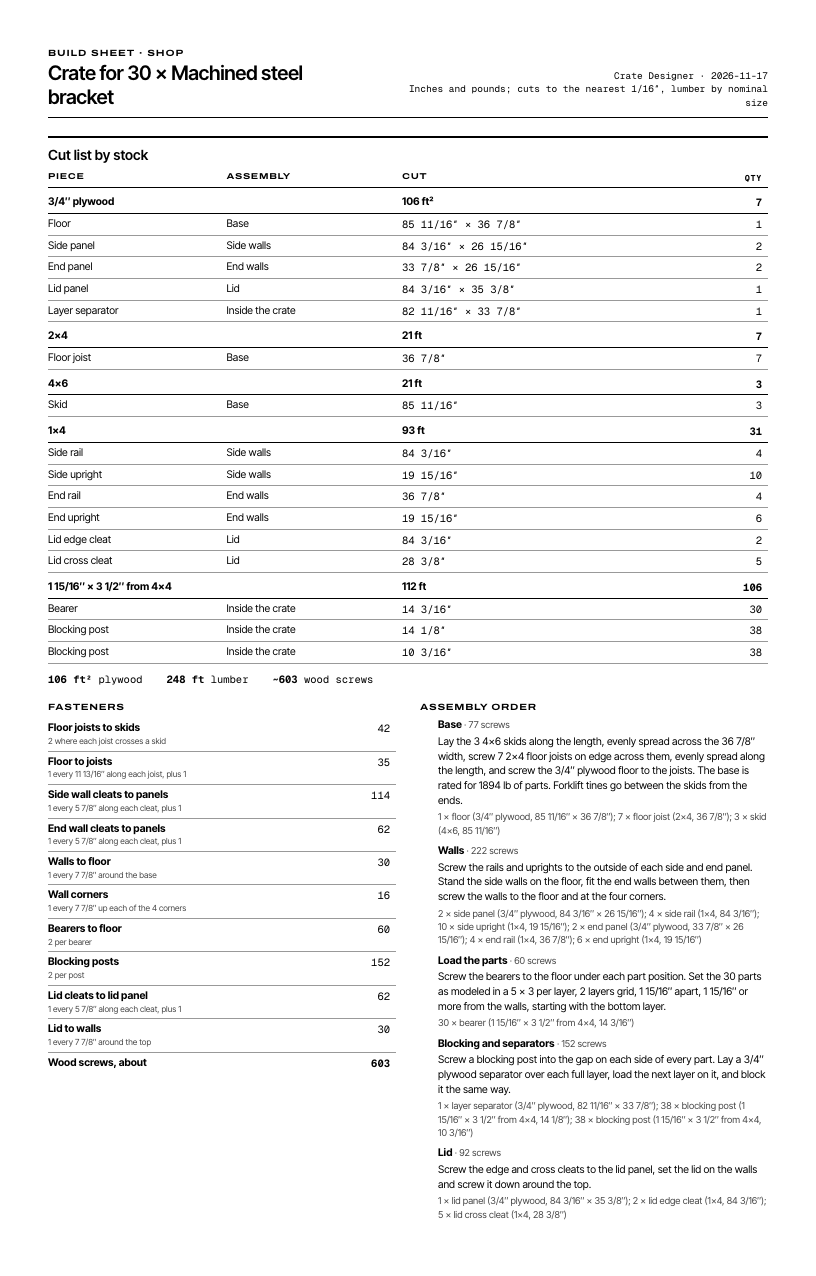 BUILD SHEET · SHOP
Crate for 30 × Machined steel
bracket
Crate Designer · 2026-11-17
Inches and pounds; cuts to the nearest 1/16″, lumber by nominal
size
Cut list by stock
PIECE ASSEMBLY CUT QTY
3/4″ plywood 106 ft² 7
Floor Base 85 11/16″ × 36 7/8″ 1
Side panel Side walls 84 3/16″ × 26 15/16″ 2
End panel End walls 33 7/8″ × 26 15/16″ 2
Lid panel Lid 84 3/16″ × 35 3/8″ 1
Layer separator Inside the crate 82 11/16″ × 33 7/8″ 1
2×4 21 ft 7
Floor joist Base 36 7/8″ 7
4×6 21 ft 3
Skid Base 85 11/16″ 3
1×4 93 ft 31
Side rail Side walls 84 3/16″ 4
Side upright Side walls 19 15/16″ 10
End rail End walls 36 7/8″ 4
End upright End walls 19 15/16″ 6
Lid edge cleat Lid 84 3/16″ 2
Lid cross cleat Lid 28 3/8″ 5
1 15/16″ × 3 1/2″ from 4×4 112 ft 106
Bearer Inside the crate 14 3/16″ 30
Blocking post Inside the crate 14 1/8″ 38
Blocking post Inside the crate 10 3/16″ 38
106 ft² plywood 248 ft lumber ~603 wood screws
FASTENERS
Floor joists to skids 42
2 where each joist crosses a skid
Floor to joists 35
1 every 11 13/16″ along each joist, plus 1
Side wall cleats to panels 114
1 every 5 7/8″ along each cleat, plus 1
End wall cleats to panels 62
1 every 5 7/8″ along each cleat, plus 1
Walls to floor 30
1 every 7 7/8″ around the base
Wall corners 16
1 every 7 7/8″ up each of the 4 corners
Bearers to floor 60
2 per bearer
Blocking posts 152
2 per post
Lid cleats to lid panel 62
1 every 5 7/8″ along each cleat, plus 1
Lid to walls 30
1 every 7 7/8″ around the top
Wood screws, about 603
ASSEMBLY ORDER
Base · 77 screws
Lay the 3 4×6 skids along the length, evenly spread across the 36 7/8″
width, screw 7 2×4 floor joists on edge across them, evenly spread along
the length, and screw the 3/4″ plywood floor to the joists. The base is
rated for 1894 lb of parts. Forklift tines go between the skids from the
ends.
1 × floor (3/4″ plywood, 85 11/16″ × 36 7/8″); 7 × floor joist (2×4, 36 7/8″); 3 × skid
(4×6, 85 11/16″)
Walls · 222 screws
Screw the rails and uprights to the outside of each side and end panel.
Stand the side walls on the floor, fit the end walls between them, then
screw the walls to the floor and at the four corners.
2 × side panel (3/4″ plywood, 84 3/16″ × 26 15/16″); 4 × side rail (1×4, 84 3/16″);
10 × side upright (1×4, 19 15/16″); 2 × end panel (3/4″ plywood, 33 7/8″ × 26
15/16″); 4 × end rail (1×4, 36 7/8″); 6 × end upright (1×4, 19 15/16″)
Load the parts · 60 screws
Screw the bearers to the floor under each part position. Set the 30 parts
as modeled in a 5 × 3 per layer, 2 layers grid, 1 15/16″ apart, 1 15/16″ or
more from the walls, starting with the bottom layer.
30 × bearer (1 15/16″ × 3 1/2″ from 4×4, 14 3/16″)
Blocking and separators · 152 screws
Screw a blocking post into the gap on each side of every part. Lay a 3/4″
plywood separator over each full layer, load the next layer on it, and block
it the same way.
1 × layer separator (3/4″ plywood, 82 11/16″ × 33 7/8″); 38 × blocking post (1
15/16″ × 3 1/2″ from 4×4, 14 1/8″); 38 × blocking post (1 15/16″ × 3 1/2″ from 4×4,
10 3/16″)
Lid · 92 screws
Screw the edge and cross cleats to the lid panel, set the lid on the walls
and screw it down around the top.
1 × lid panel (3/4″ plywood, 84 3/16″ × 35 3/8″); 2 × lid edge cleat (1×4, 84 3/16″);
5 × lid cross cleat (1×4, 28 3/8″)